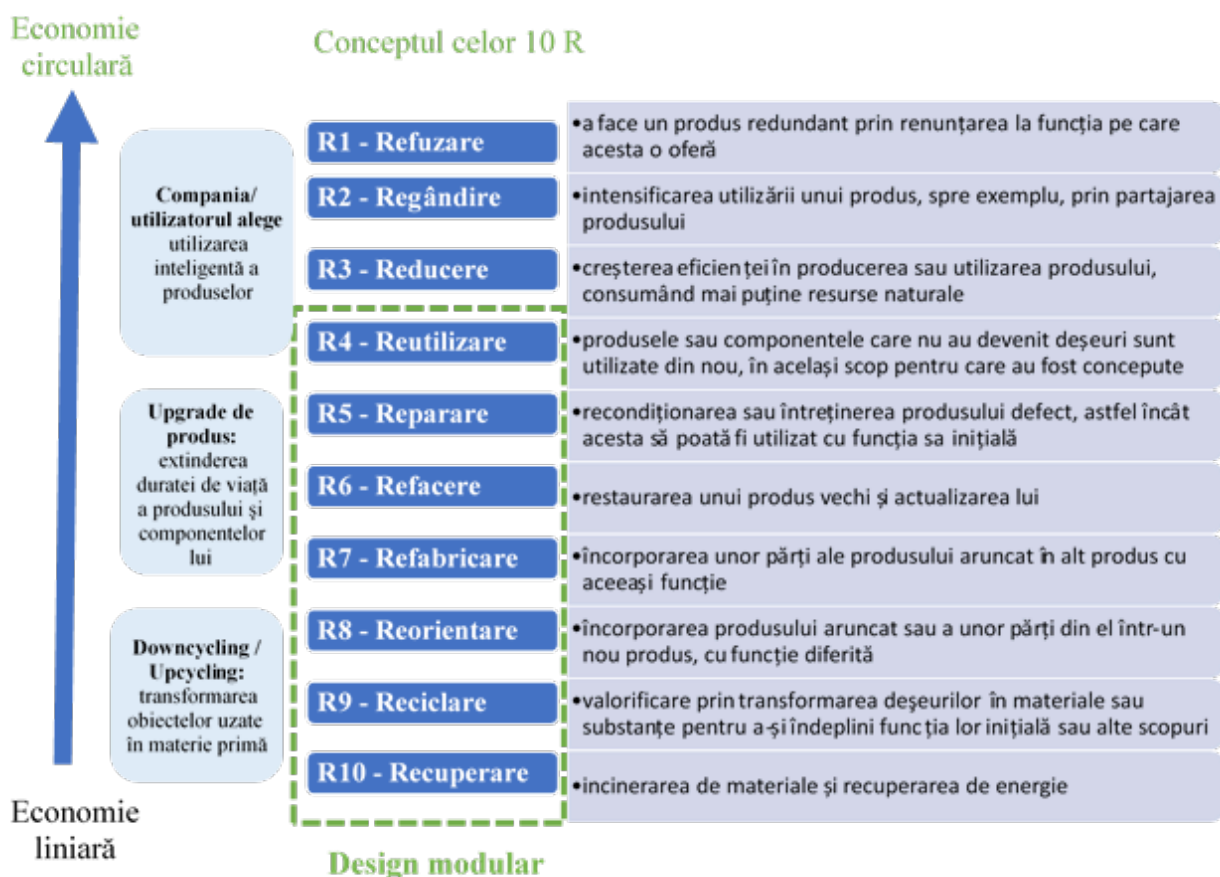 Economie
circulară
Conceptul celor 10 R
Compania/
utilizatorul alege
utilizarea
inteligentă a
produselor
Upgrade de
produs:
extinderea
duratei de viață
a produsului și
componentelor
lui
Downcycling /
Upcycling:
transformarea
obiectelor uzate
în materie primă
R1 - Refuzare
•a face un produs redundant prin renunțarea la funcția pe care
acesta o oferă
R2 - Regândire
•intensificarea utilizării unui produs, spre exemplu, prin partajarea
produsului
R3 - Reducere
•creșterea eficienței în producerea sau utilizarea produsului,
consumând mai puține resurse naturale
R4 - Reutilizare
•produsele sau componentele care nu au devenit deșeuri sunt
utilizate din nou, în același scop pentru care au fost concepute
R5 - Reparare
•recondiționarea sau întreținerea produsului defect, astfel încât
acesta să poată fi utilizat cu funcția sa inițială
R6 - Refacere
•restaurarea unui produs vechi și actualizarea lui
R7 - Refabricare
•încorporarea unor părți ale produsului aruncat în alt produs cu
aceeași funcție
R8 - Reorientare
•încorporarea produsului aruncat sau a unor părți din el într-un
nou produs, cu funcție diferită
R9 - Reciclare
•valorificare prin transformarea deşeurilor în materiale sau
substanțe pentru a-și îndeplini funcția lor inițială sau alte scopuri
R10 - Recuperare
•incinerarea de materiale și recuperarea de energie
Economie
liniară
Design modular